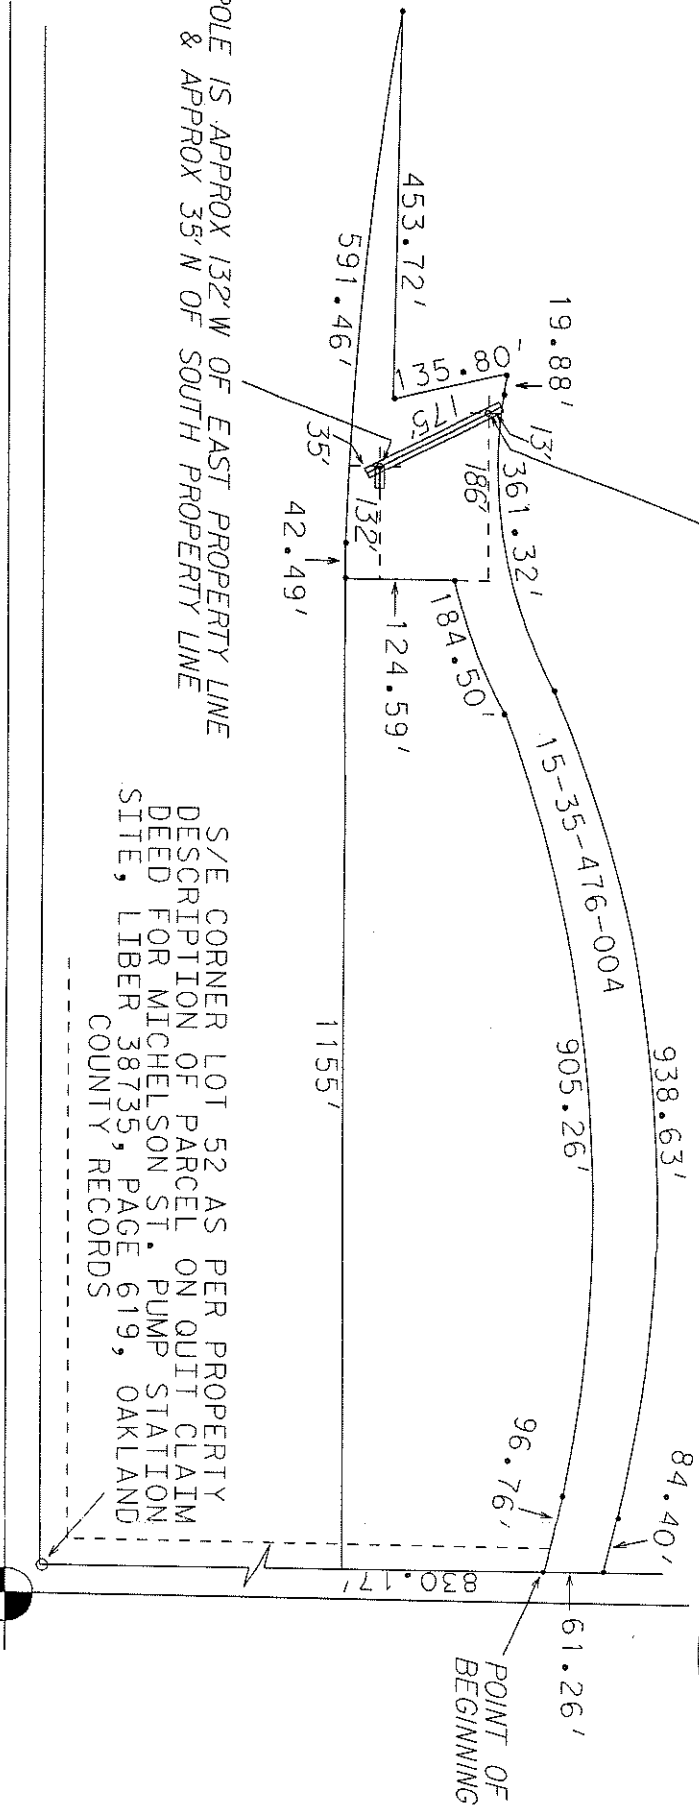 POLE IS APPROX 132'W OF EAST PROPERTY LINE
& APPROX 35'N OF SOUTH PROPERTY LINE
453.72'
591.46'
19.88'
135.80'
175'
13'
186'
361.32'
35'
132'
42.49'
124.59'
184.50'
15-35-476-004
938.63'
905.26'
1155'
84.40'
96.76'
830.17'
61.26'
POINT OF
BEGINNING
S/E CORNER LOT 52 AS PER PROPERTY
DESCRIPTION OF PARCEL ON QUIT CLAIM
DEED FOR MICHELSON ST. PUMP STATION
SITE, LIBER 38735, PAGE 619, OAKLAND
COUNTY RECORDS